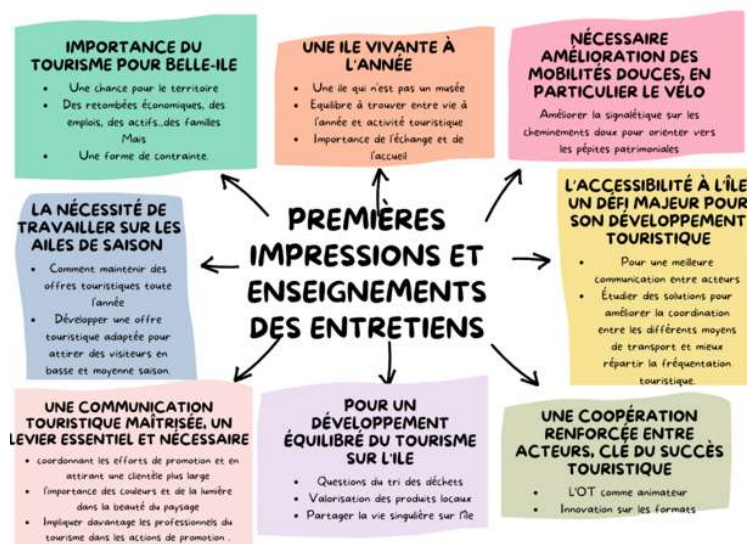 IMPORTANCE DU
TOURISME POUR BELLE-ILE
• Une chance pour le territoire
• Des retombées économiques, des
emplois, des actifs...des familles
Mais
• Une forme de contrainte.
UNE ILE VIVANTE À
L'ANNÉE
• Une ile qui n'est pas un musée
• Equilibre à trouver entre vie à
l'année et activité touristique
• Importance de l'échange et de
l'accueil
NÉCESSAIRE
AMÉLIORATION DES
MOBILITÉS DOUCES, EN
PARTICULIER LE VÉLO
Améliorer la signalétique sur les
cheminements doux pour orienter vers
les pépites patrimoniales
LA NÉCESSITÉ DE
TRAVAILLER SUR LES
AILES DE SAISON
• Comment maintenir des
offres touristiques toute
l'année
• Développer une offre
touristique adaptée pour
attirer des visiteurs en
basse et moyenne saison.
PREMIÈRES
IMPRESSIONS ET
ENSEIGNEMENTS
DES ENTRETIENS
L'ACCESSIBILITÉ À L'ÎLE
UN DÉFI MAJEUR POUR
SON DÉVELOPPEMENT
TOURISTIQUE
• Pour une meilleure
communication entre acteurs
• Étudier des solutions pour
améliorer la coordination
entre les différents moyens
de transport et mieux
répartir la fréquentation
touristique.
UNE COMMUNICATION
TOURISTIQUE MAÎTRISÉE, UN
LEVIER ESSENTIEL ET NÉCESSAIRE
• coordonnant les efforts de promotion et en
attirant une clientèle plus large
• l'importance des couleurs et de la lumière
dans la beauté du paysage
• Impliquer davantage les professionnels du
tourisme dans les actions de promotion .
POUR UN
DÉVELOPPEMENT
ÉQUILIBRÉ DU TOURISME
SUR L'ILE
• Questions du tri des déchets
• Valorisation des produits locaux
• Partager la vie singulière sur l'île
UNE COOPÉRATION
RENFORCÉE ENTRE
ACTEURS, CLÉ DU SUCCÈS
TOURISTIQUE
• L'OT comme animateur
• Innovation sur les formats